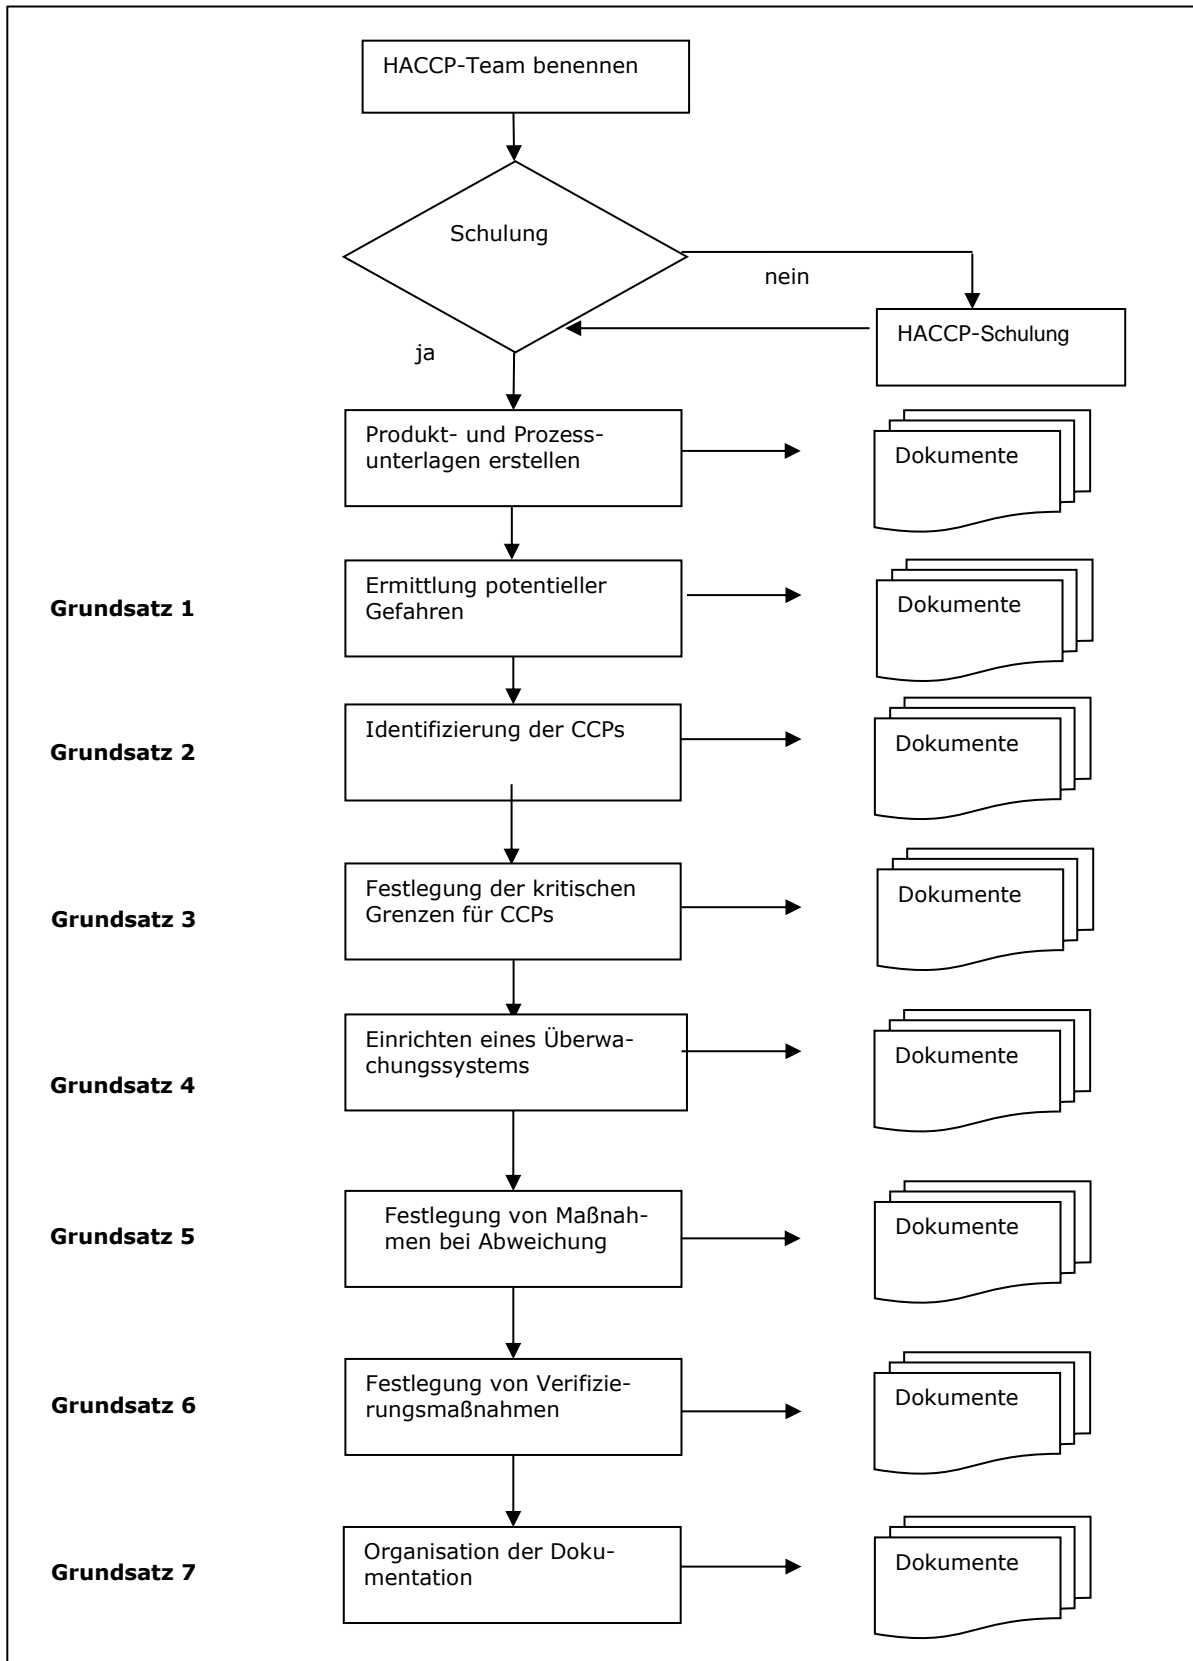 HACCP-Team benennen
Schulung
nein
HACCP-Schulung
ja
Produkt- und Prozess-
unterlagen erstellen
Dokumente
Grundsatz 1
Ermittlung potentieller
Gefahren
Dokumente
Grundsatz 2
Identifizierung der CCPs
Dokumente
Grundsatz 3
Festlegung der kritischen
Grenzen für CCPs
Dokumente
Grundsatz 4
Einrichten eines Überwa-
chungssystems
Dokumente
Grundsatz 5
Festlegung von Maßnah-
men bei Abweichung
Dokumente
Grundsatz 6
Festlegung von Verifizie-
rungsmaßnahmen
Dokumente
Grundsatz 7
Organisation der Doku-
mentation
Dokumente